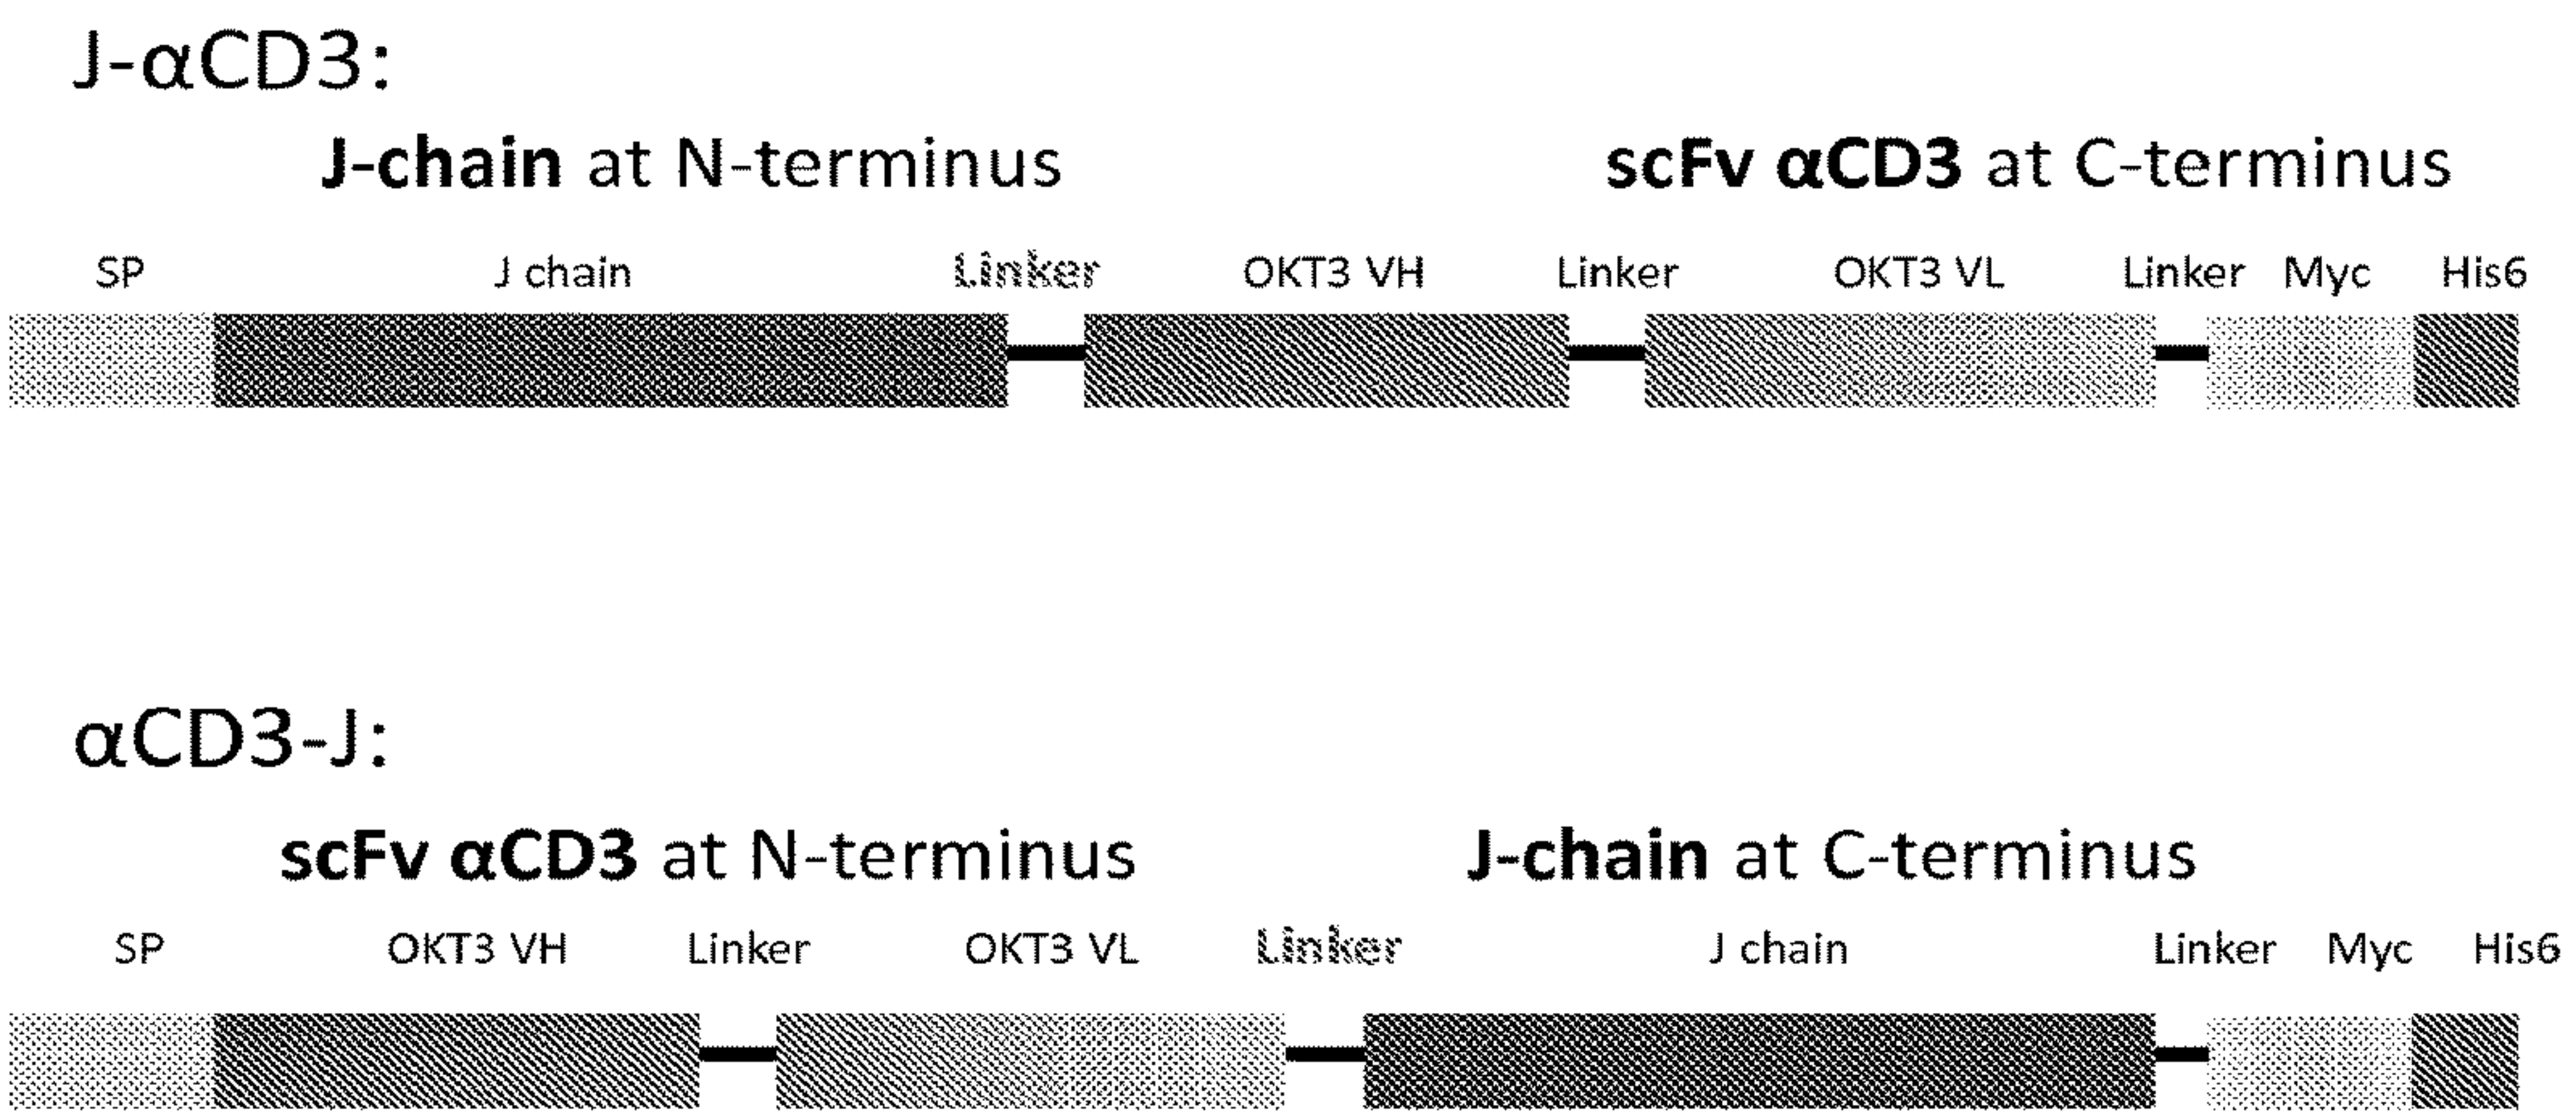 J-αCD3:
J-chain at N-terminus scFv αCD3 at C-terminus
SP J chain Linker OKT3 VH Linker OKT3 VL Linker Myc His6
αCD3-J:
scFv αCD3 at N-terminus J-chain at C-terminus
SP OKT3 VH Linker OKT3 VL Linker J chain Linker Myc His6